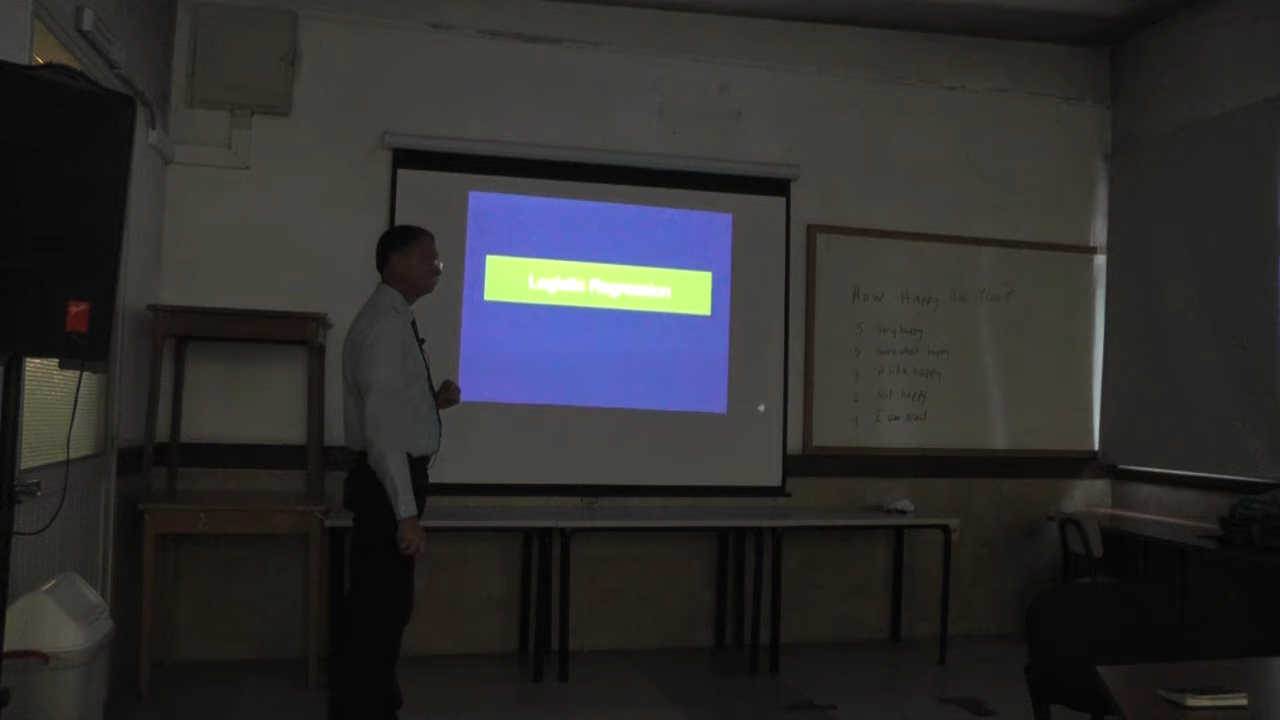 Logistic Regression
How Happy Are You?
5 Very happy
4 Somewhat happy
3 A little happy
2 Not happy
1 I am sad